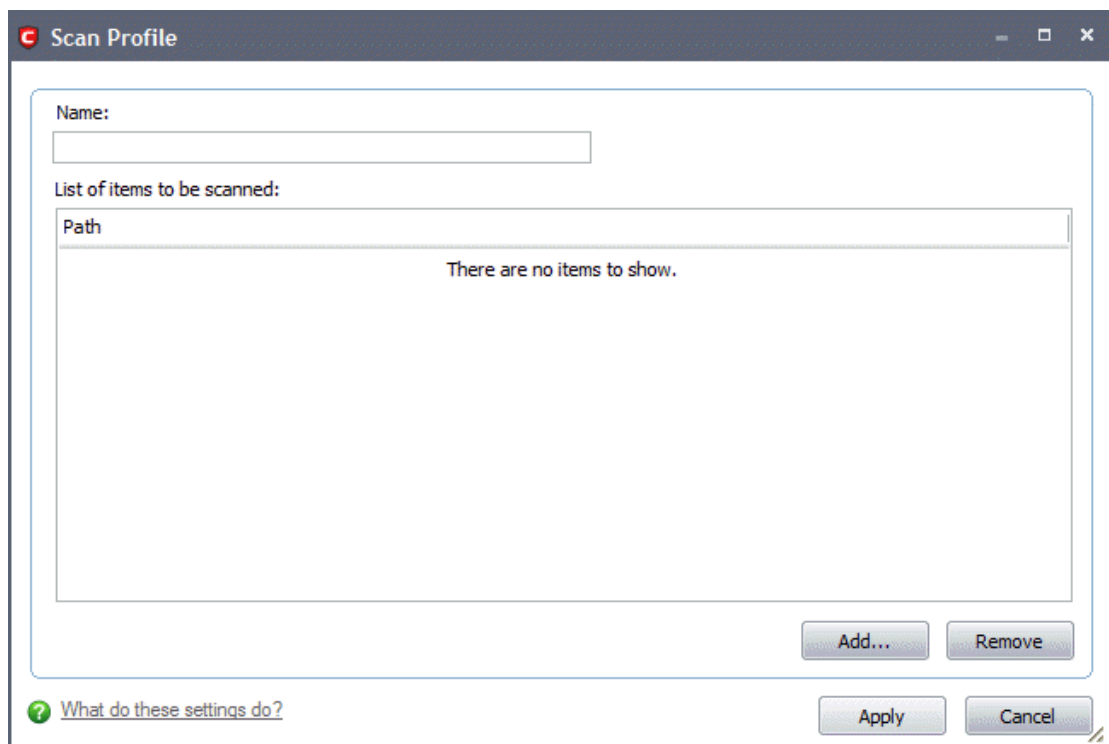 Scan Profile
Name:
List of items to be scanned:
Path
There are no items to show.
Add...
Remove
What do these settings do?
Apply
Cancel